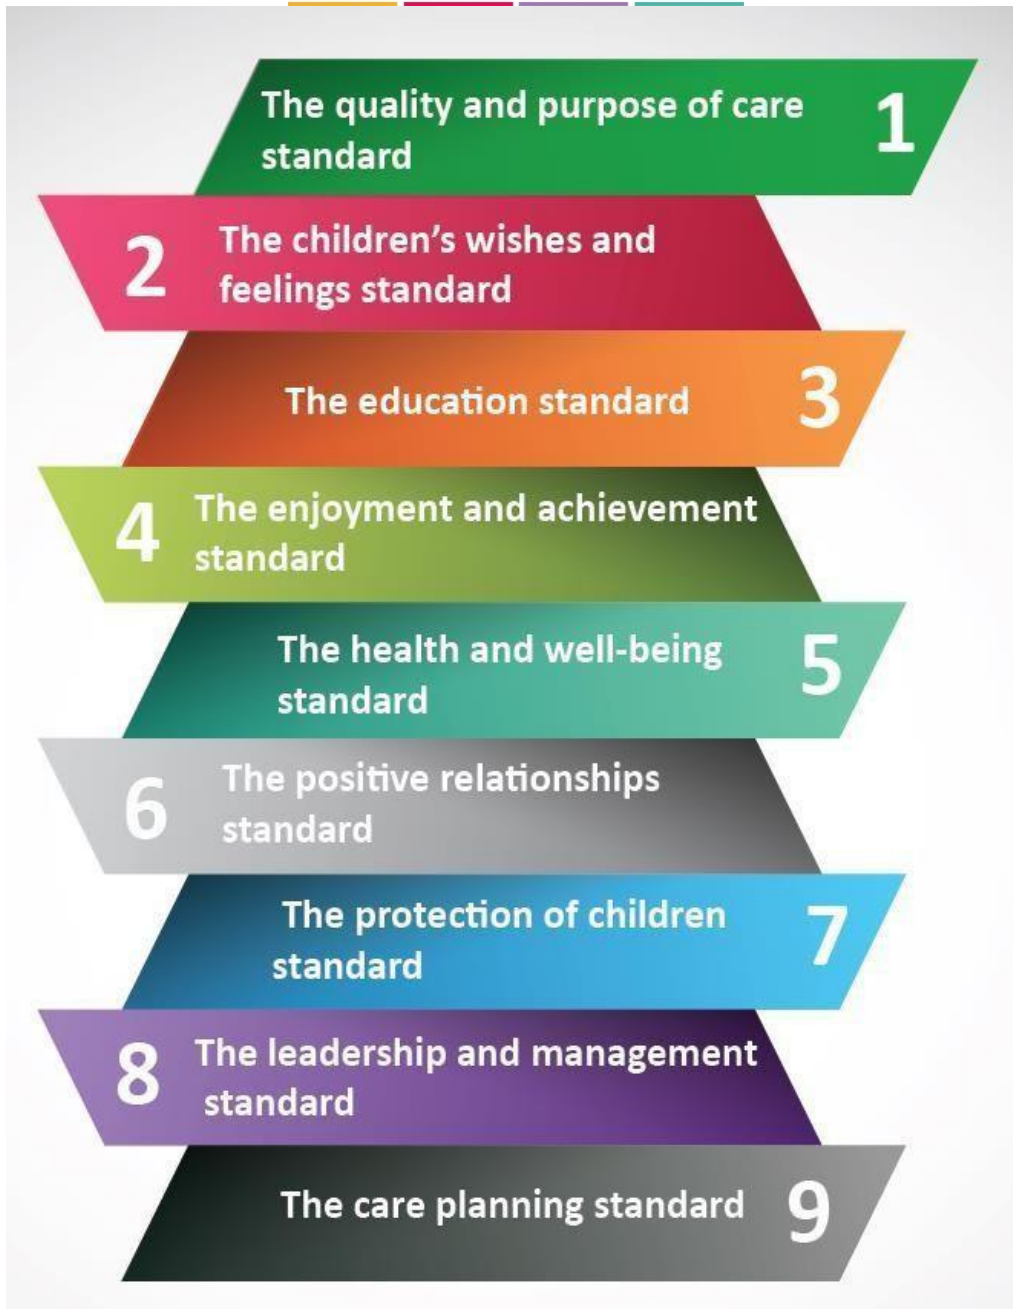 The quality and purpose of care
standard
1
2
The children's wishes and
feelings standard
The education standard
3
4
The enjoyment and achievement
standard
The health and well-being
standard
5
6
The positive relationships
standard
The protection of children
standard
7
8
The leadership and management
standard
The care planning standard
9